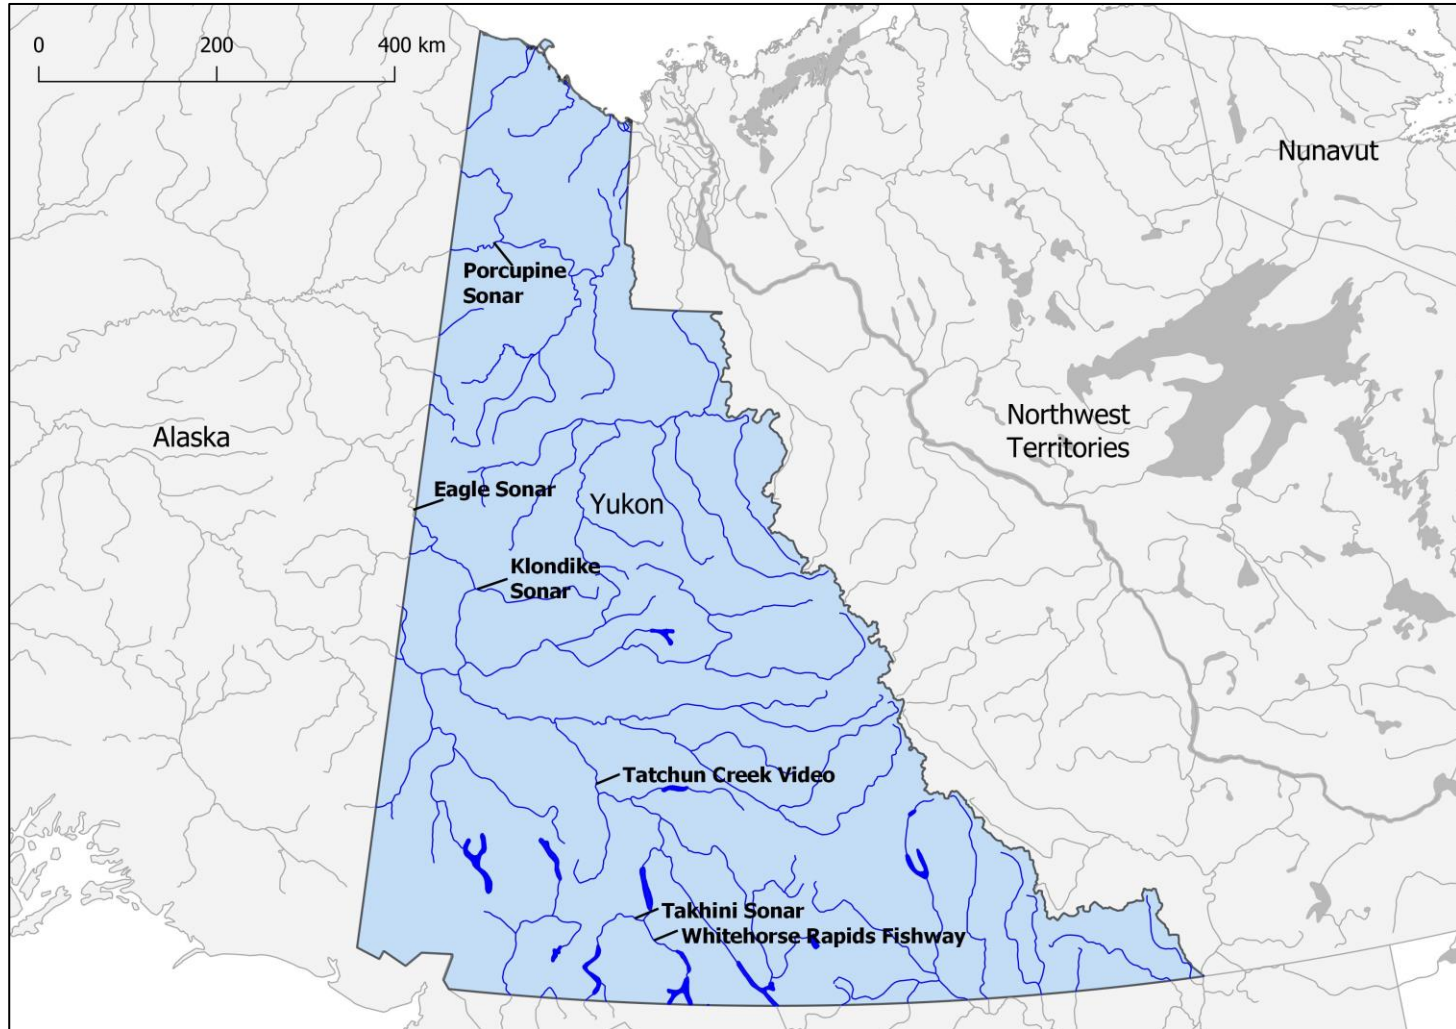 0 200 400 km
Nunavut
Porcupine
Sonar
Northwest
Territories
Alaska
Eagle Sonar
Yukon
Klondike
Sonar
Tatchun Creek Video
Takhini Sonar
Whitehorse Rapids Fishway